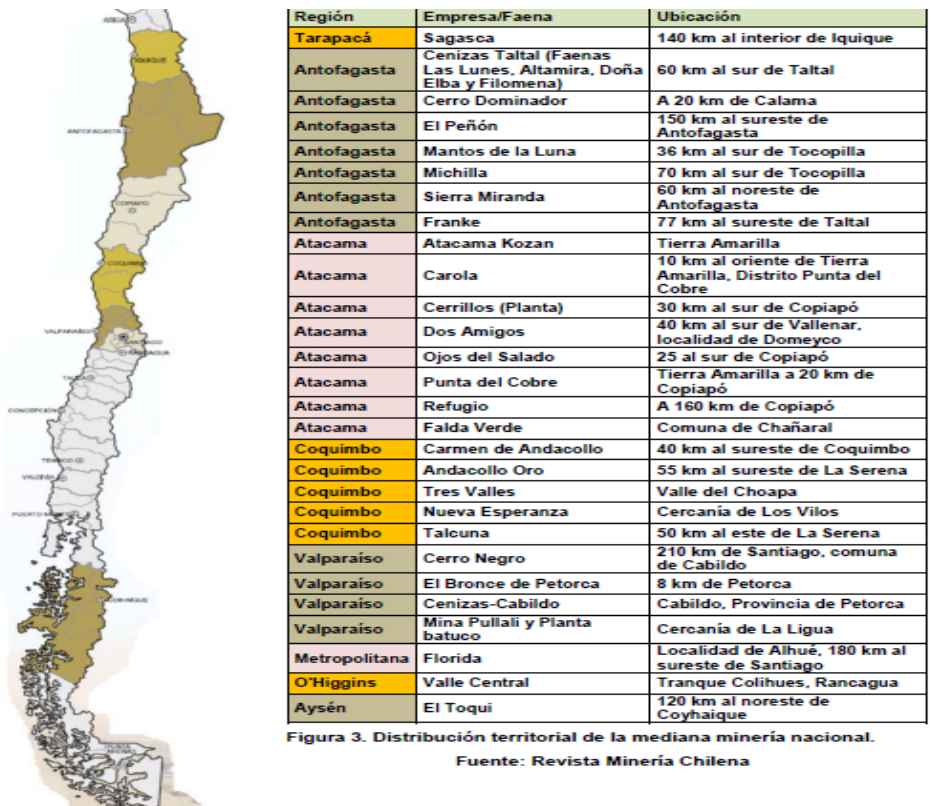 ARICA
IQUIQUE
ANTOFAGASTA
COPIAPO
COQUIMBO
VALPARAÍSO
SANTIAGO
RANCAGUA
TALCA
CONCEPCIÓN
TEMUCO
VALDIVIA
COIHAIQUE
PUNTA
ARENAS
Región Empresa/Faena Ubicación
Tarapacá Sagasca 140 km al interior de Iquique
Antofagasta Cenizas Taltal (Faenas
Las Lunes, Altamira, Doña
Elba y Filomena) 60 km al sur de Taltal
Antofagasta Cerro Dominador A 20 km de Calama
Antofagasta El Peñón 150 km al sureste de
Antofagasta
Antofagasta Mantos de la Luna 36 km al sur de Tocopilla
Antofagasta Michilla 70 km al sur de Tocopilla
Antofagasta Sierra Miranda 60 km al noreste de
Antofagasta
Antofagasta Franke 77 km al sureste de Taltal
Atacama Atacama Kozan Tierra Amarilla
Atacama Carola 10 km al oriente de Tierra
Amarilla, Distrito Punta del
Cobre
Atacama Cerrillos (Planta) 30 km al sur de Copiapó
Atacama Dos Amigos 40 km al sur de Vallenar,
localidad de Domeyco
Atacama Ojos del Salado 25 al sur de Copiapó
Atacama Punta del Cobre Tierra Amarilla a 20 km de
Copiapó
Atacama Refugio A 160 km de Copiapó
Atacama Falda Verde Comuna de Chañaral
Coquimbo Carmen de Andacollo 40 km al sureste de Coquimbo
Coquimbo Andacollo Oro 55 km al sureste de La Serena
Coquimbo Tres Valles Valle del Choapa
Coquimbo Nueva Esperanza Cercanía de Los Vilos
Coquimbo Talcuna 50 km al este de La Serena
Valparaíso Cerro Negro 210 km de Santiago, comuna
de Cabildo
Valparaíso El Bronce de Petorca 8 km de Petorca
Valparaíso Cenizas-Cabildo Cabildo, Provincia de Petorca
Valparaíso Mina Pullali y Planta
batuco Cercanía de La Ligua
Metropolitana Florida Localidad de Alhué, 180 km al
sureste de Santiago
O'Higgins Valle Central Tranque Colihues, Rancagua
Aysén El Toqui 120 km al noreste de
Coyhaique
Figura 3. Distribución territorial de la mediana minería nacional.
Fuente: Revista Minería Chilena